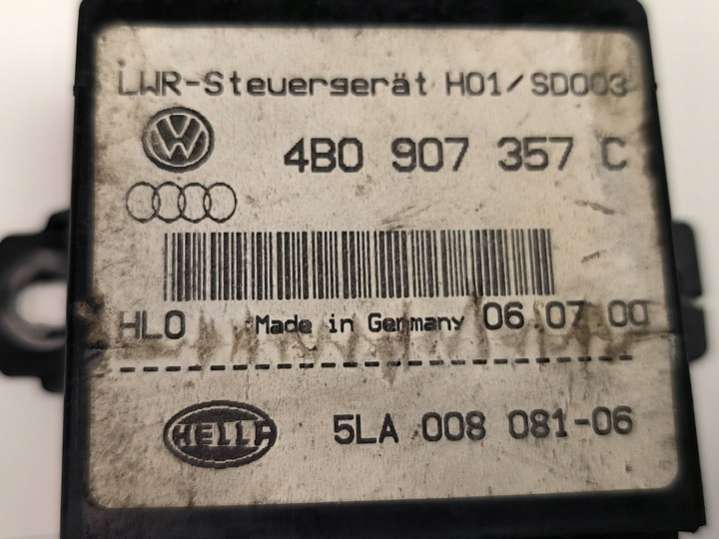 LWR-Steuergerät H01/SD003
4B0 907 357 C
HLO Made in Germany 06.07.00
HELLA 5LA 008 081-06